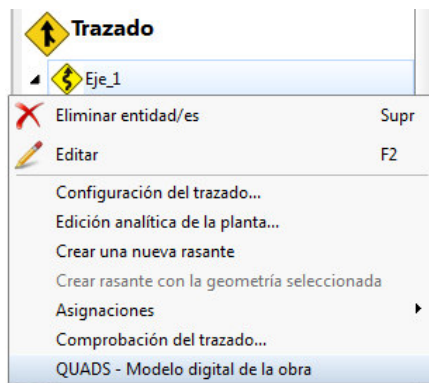 Trazado
Eje_1
Eliminar entidad/es Supr
Editar F2
Configuración del trazado...
Edición analítica de la planta...
Crear una nueva rasante
Crear rasante con la geometría seleccionada
Asignaciones
Comprobación del trazado...
QUADS - Modelo digital de la obra